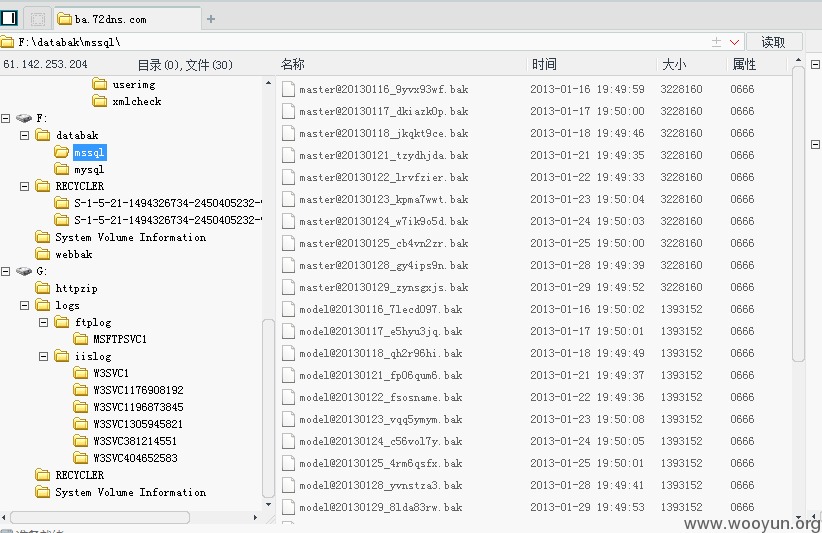 ba.72dns.com
F:\databak\mssql\
读取
61.142.253.204
目录(0),文件(30)
名称 时间 大小 属性
userimg
xmlcheck
F:
databak
mssql
mysql
RECYCLER
S-1-5-21-1494326734-2450405232-
S-1-5-21-1494326734-2450405232-
System Volume Information
webbak
G:
httpzip
logs
ftplog
MSFTPSVC1
iislog
W3SVC1
W3SVC1176908192
W3SVC1196873845
W3SVC1305945821
W3SVC381214551
W3SVC404652583
RECYCLER
System Volume Information
master@20130116_9yvx93wf.bak 2013-01-16 19:49:59 3228160 0666
master@20130117_dkiazk0p.bak 2013-01-17 19:50:00 3228160 0666
master@20130118_jkqkt9ce.bak 2013-01-18 19:49:46 3228160 0666
master@20130121_tzydhjda.bak 2013-01-21 19:49:35 3228160 0666
master@20130122_lrvfzier.bak 2013-01-22 19:49:33 3228160 0666
master@20130123_kpma7wwt.bak 2013-01-23 19:50:04 3228160 0666
master@20130124_w7ik9o5d.bak 2013-01-24 19:50:03 3228160 0666
master@20130125_cb4vn2zr.bak 2013-01-25 19:50:00 3228160 0666
master@20130128_gy4ips9n.bak 2013-01-28 19:49:39 3228160 0666
master@20130129_zynsgxjs.bak 2013-01-29 19:49:52 3228160 0666
model@20130116_7lecd097.bak 2013-01-16 19:50:02 1393152 0666
model@20130117_e5hyu3jq.bak 2013-01-17 19:50:01 1393152 0666
model@20130118_qh2r96hi.bak 2013-01-18 19:49:49 1393152 0666
model@20130121_fp06qum6.bak 2013-01-21 19:49:37 1393152 0666
model@20130122_fsosname.bak 2013-01-22 19:49:36 1393152 0666
model@20130123_vqq5ymym.bak 2013-01-23 19:50:08 1393152 0666
model@20130124_c56vol7y.bak 2013-01-24 19:50:05 1393152 0666
model@20130125_4rm6qsfx.bak 2013-01-25 19:50:01 1393152 0666
model@20130128_yvnstza3.bak 2013-01-28 19:49:41 1393152 0666
model@20130129_8lda83rw.bak 2013-01-29 19:49:53 1393152 0666
www.wooyun.org